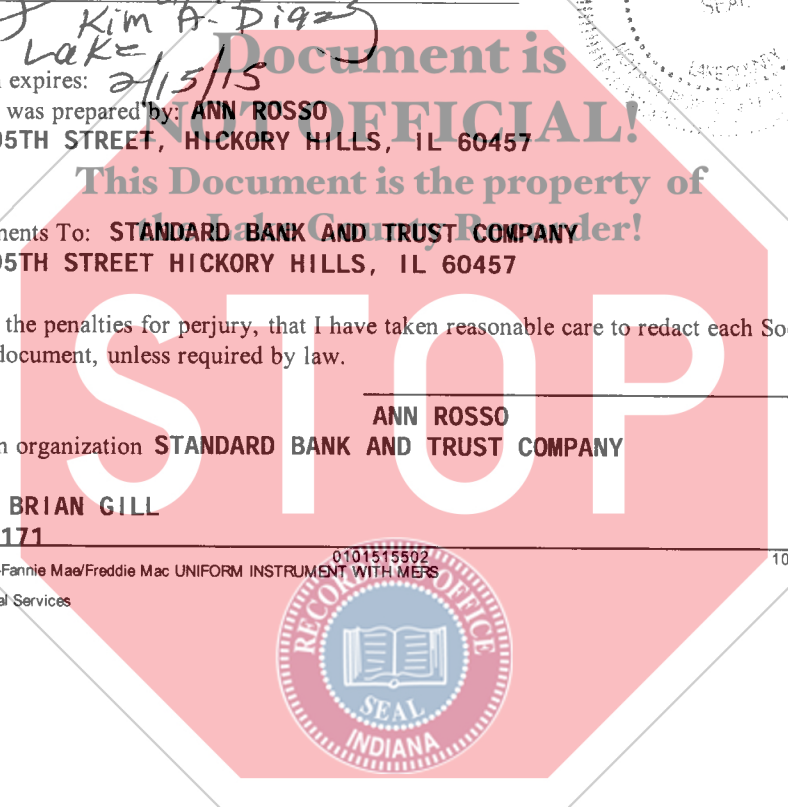 Kim A. Diaz
SEPT.
Lake
Document is
n expires: 2/15/15
was prepared by: ANN ROSSO
NOT OFFICIAL!
05TH STREET, HICKORY HILLS, IL 60457
This Document is the property of
nents To: STANDARD BANK AND TRUST COMPANY
the Lake County Recorder!
05TH STREET HICKORY HILLS, IL 60457
the penalties for perjury, that I have taken reasonable care to redact each So
document, unless required by law.
STOP
ANN ROSSO
n organization STANDARD BANK AND TRUST COMPANY
BRIAN GILL
171
0101515502
10
-Fannie Mae/Freddie Mac UNIFORM INSTRUMENT WITH MERS
al Services
RECORDER'S OFFICE
SEAL
INDIANA